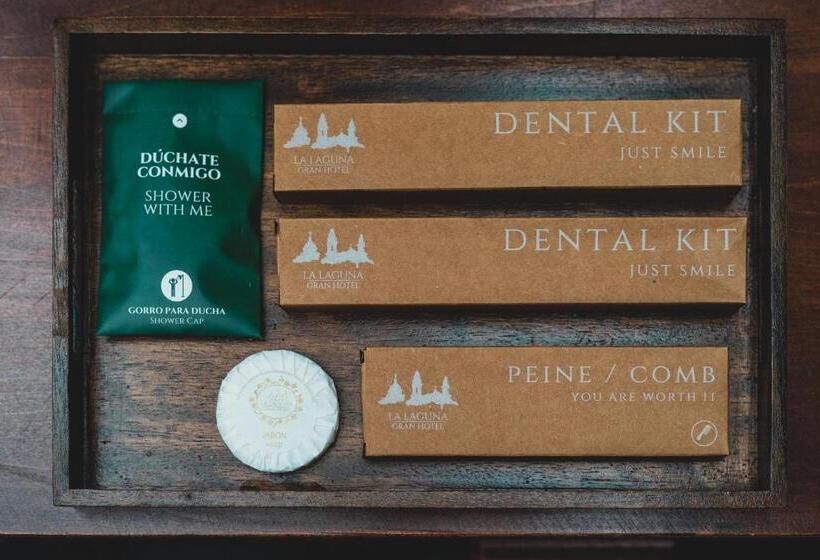 DÚCHATE
CONMIGO
SHOWER
WITH ME
GORRO PARA DUCHA
SHOWER CAP
LA LAGUNA
GRAN HOTEL
DENTAL KIT
JUST SMILE
LA LAGUNA
GRAN HOTEL
DENTAL KIT
JUST SMILE
JABÓN
LA LAGUNA
GRAN HOTEL
PEINE / COMB
YOU ARE WORTH IT